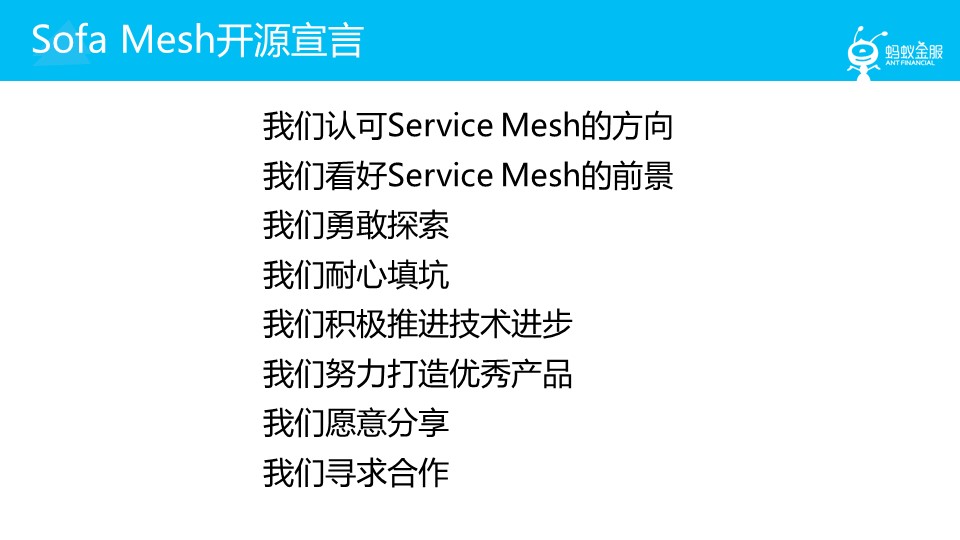 Sofa Mesh开源宣言
蚂蚁金服
ANT FINANCIAL
我们认可Service Mesh的方向
我们看好Service Mesh的前景
我们勇敢探索
我们耐心填坑
我们积极推进技术进步
我们努力打造优秀产品
我们愿意分享
我们寻求合作